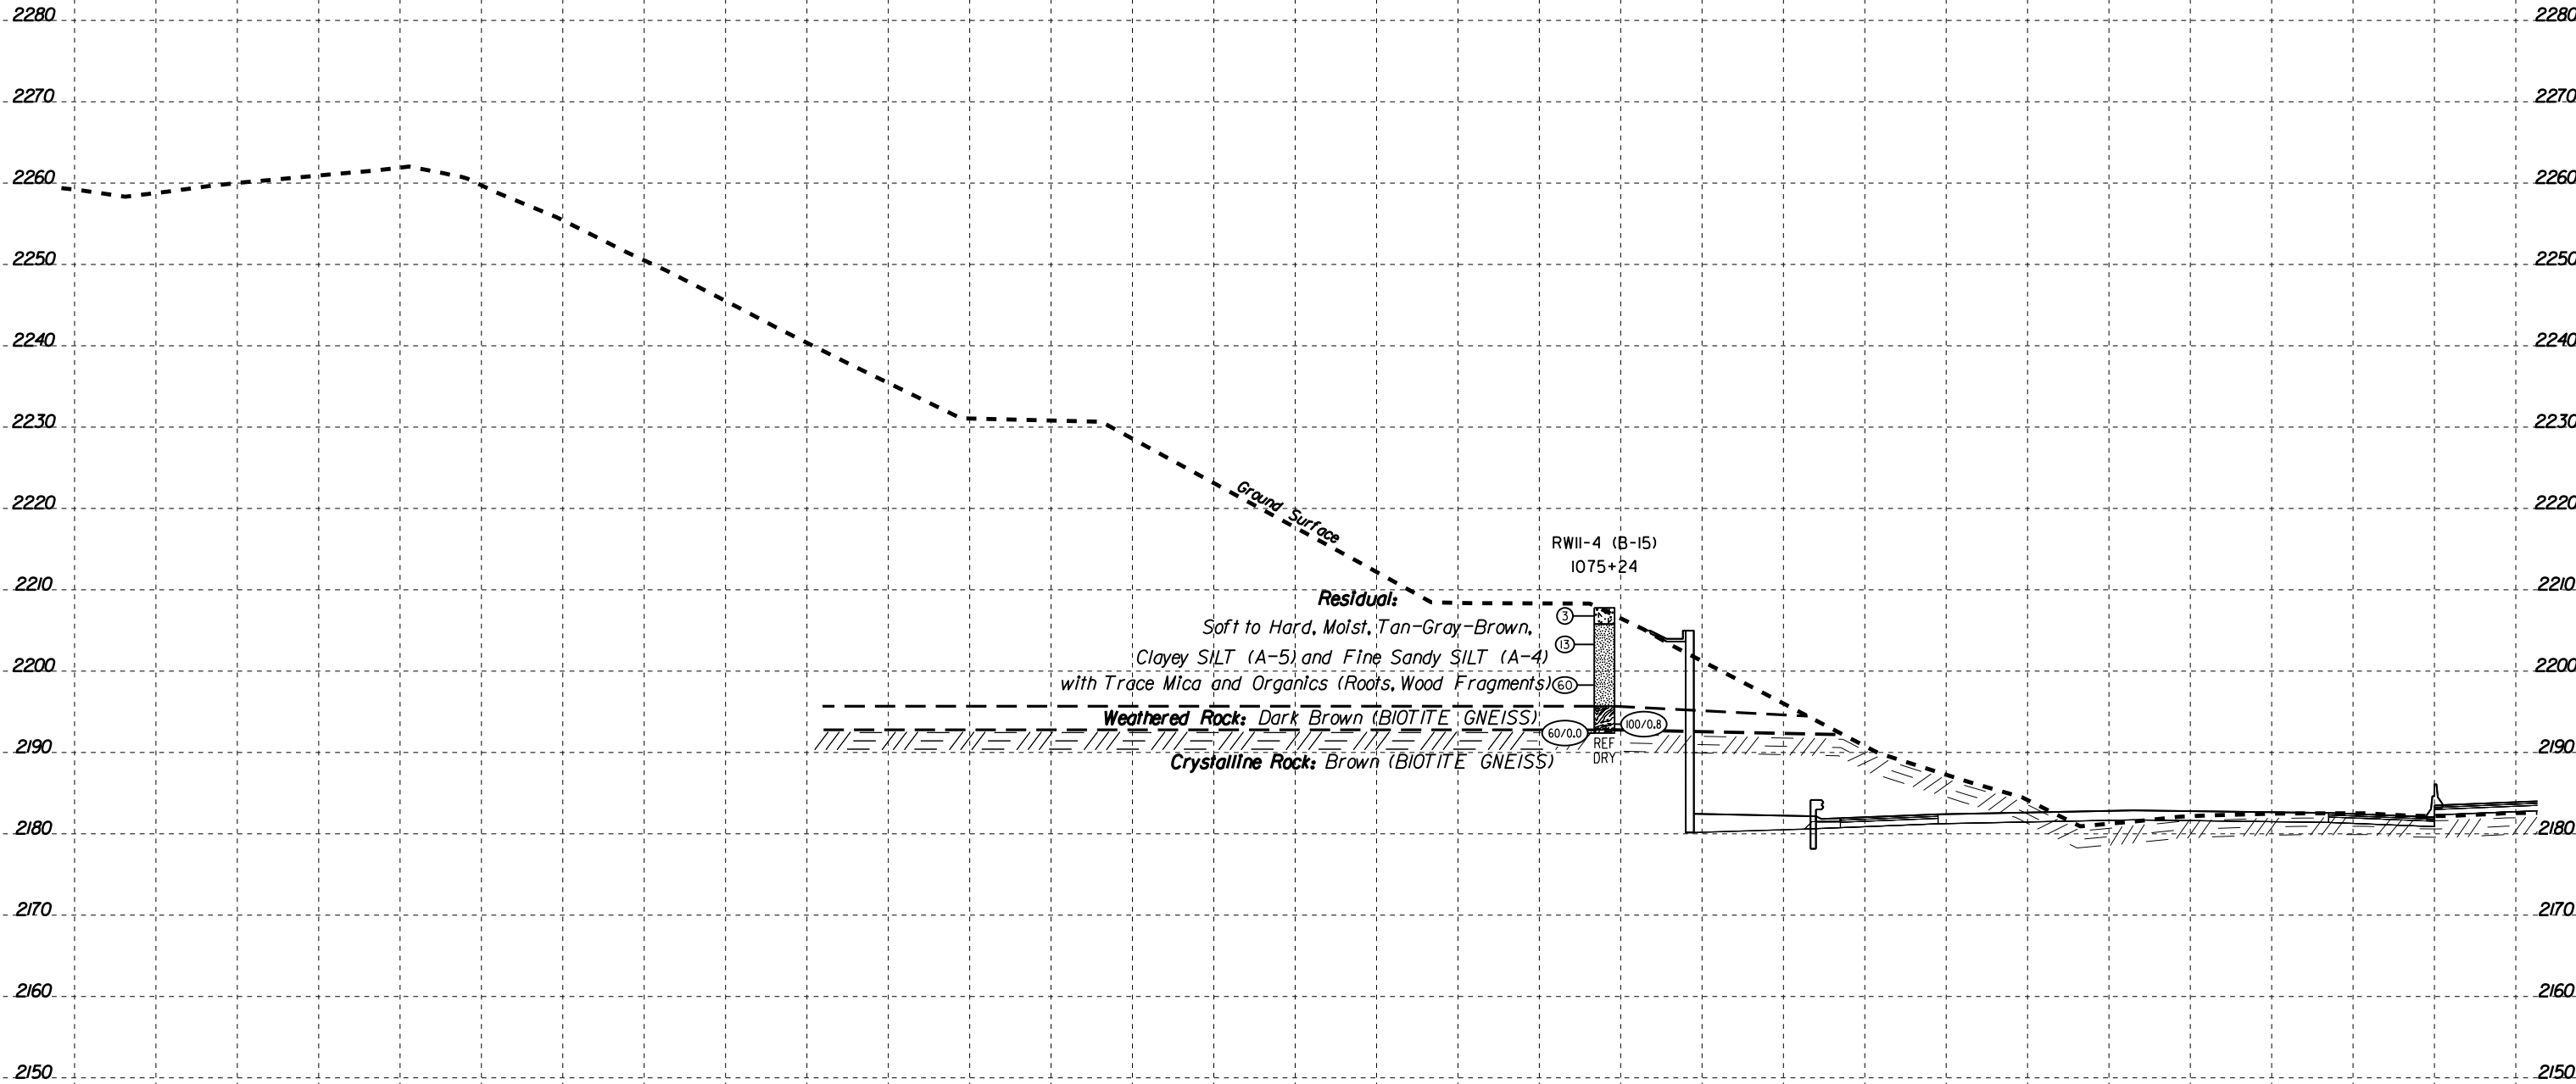 2280 2280
2270 2270
2260 2260
2250 2250
2240 2240
2230 2230
2220 2220
Ground Surface
RW11-4 (B-15)
1075+24
2210 2210
Residual:
3
Soft to Hard, Moist, Tan-Gray-Brown,
13
Clayey SILT (A-5) and Fine Sandy SILT (A-4)
2200 2200
with Trace Mica and Organics (Roots, Wood Fragments) 60
Weathered Rock: Dark Brown (BIOTITE GNEISS)
100/0.8
60/0.0
REF
2190 2190
DRY
Crystalline Rock: Brown (BIOTITE GNEISS)
2180 2180
2170 2170
2160 2160
2150 2150